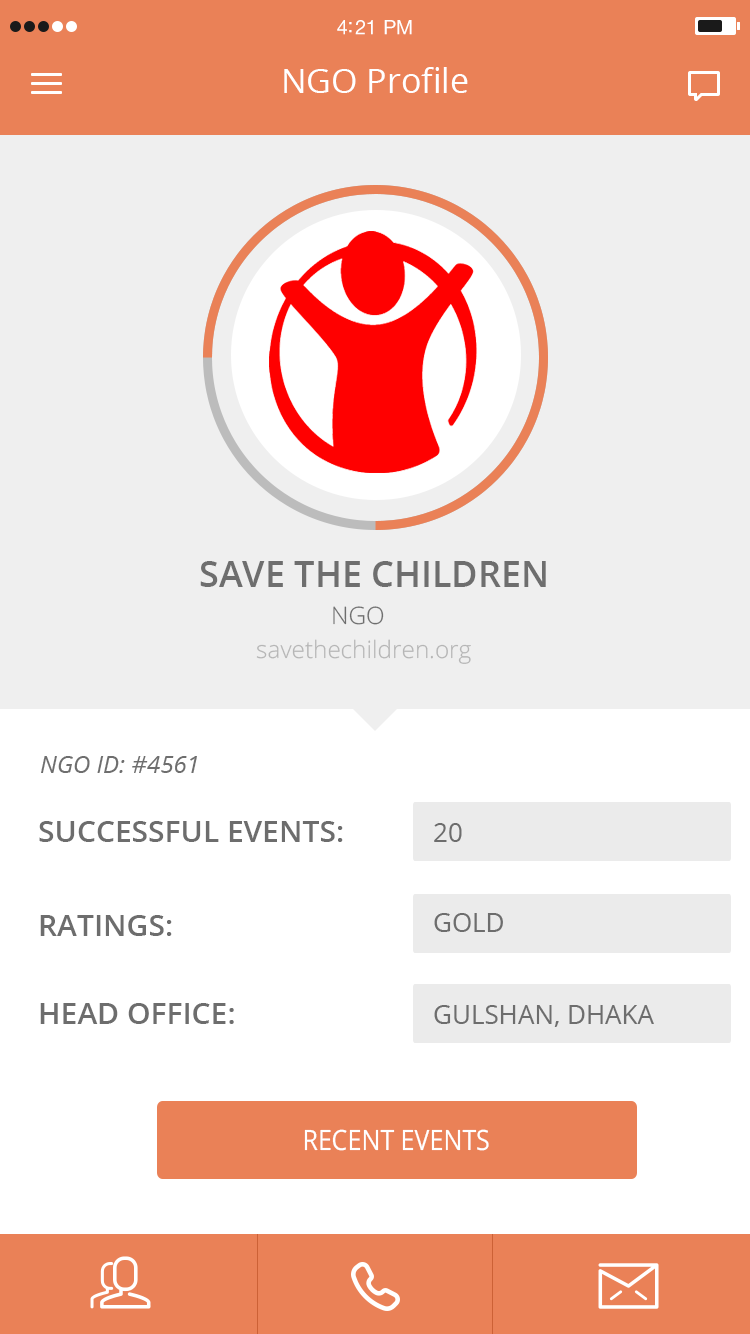 4:21 PM
NGO Profile
SAVE THE CHILDREN
NGO
savethechildren.org
NGO ID: #4561
SUCCESSFUL EVENTS: 20
RATINGS: GOLD
HEAD OFFICE: GULSHAN, DHAKA
RECENT EVENTS